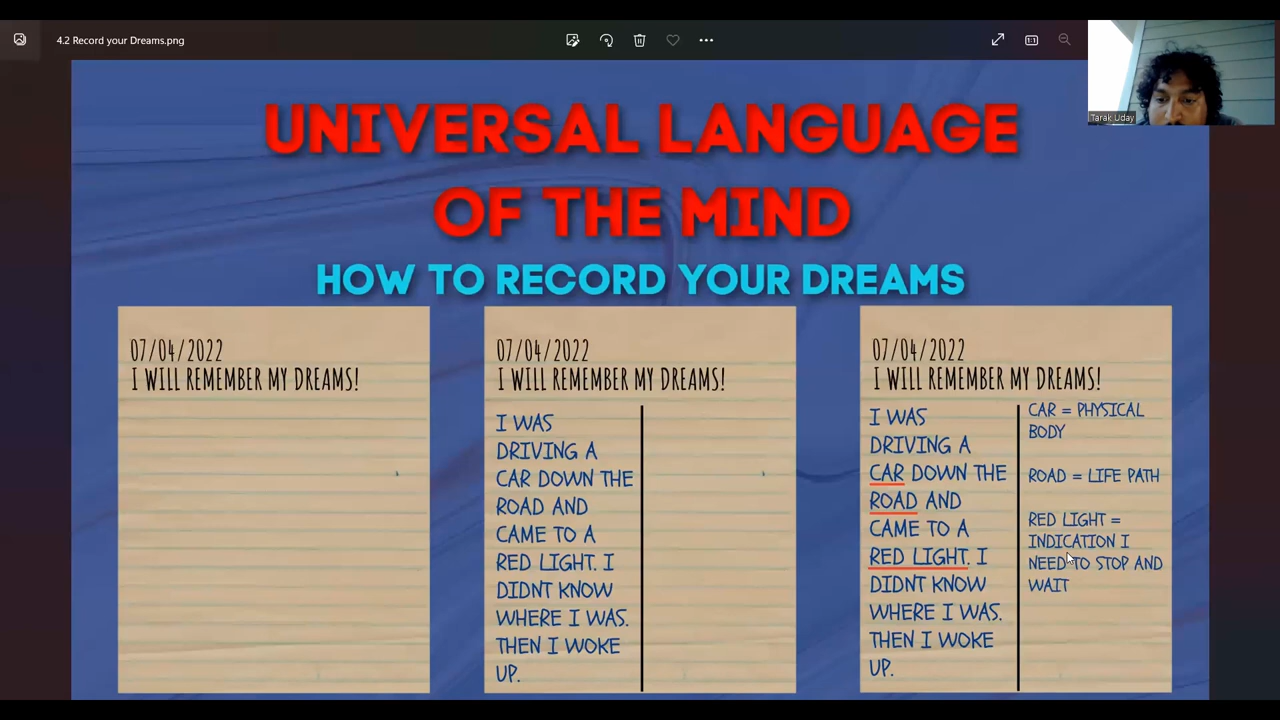 4.2 Record your Dreams.png
Tarak Uday
UNIVERSAL LANGUAGE
OF THE MIND
HOW TO RECORD YOUR DREAMS
07/04/2022
I WILL REMEMBER MY DREAMS!
07/04/2022
I WILL REMEMBER MY DREAMS!
I WAS
DRIVING A
CAR DOWN THE
ROAD AND
CAME TO A
RED LIGHT. I
DIDNT KNOW
WHERE I WAS.
THEN I WOKE
UP.
07/04/2022
I WILL REMEMBER MY DREAMS!
I WAS
DRIVING A
CAR DOWN THE
ROAD AND
CAME TO A
RED LIGHT. I
DIDNT KNOW
WHERE I WAS.
THEN I WOKE
UP.
CAR = PHYSICAL
BODY
ROAD = LIFE PATH
RED LIGHT =
INDICATION I
NEED TO STOP AND
WAIT